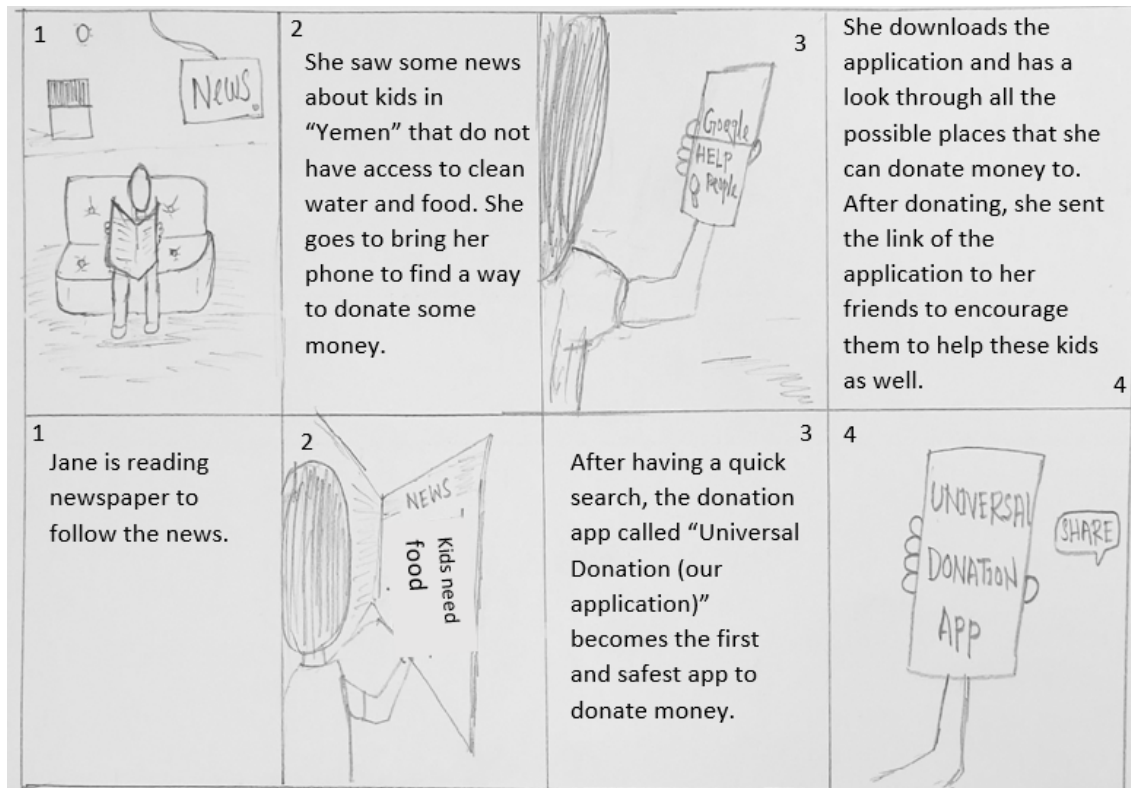 1
NEWS
2
She saw some news
about kids in
“Yemen” that do not
have access to clean
water and food. She
goes to bring her
phone to find a way
to donate some
money.
3
Google
HELP
People
She downloads the
application and has a
look through all the
possible places that she
can donate money to.
After donating, she sent
the link of the
application to her
friends to encourage
them to help these kids
as well.
4
1
Jane is reading
newspaper to
follow the news.
2
NEWS
Kids need
food
3
After having a quick
search, the donation
app called “Universal
Donation (our
application)”
becomes the first
and safest app to
donate money.
4
UNIVERSAL
DONATION
APP
SHARE